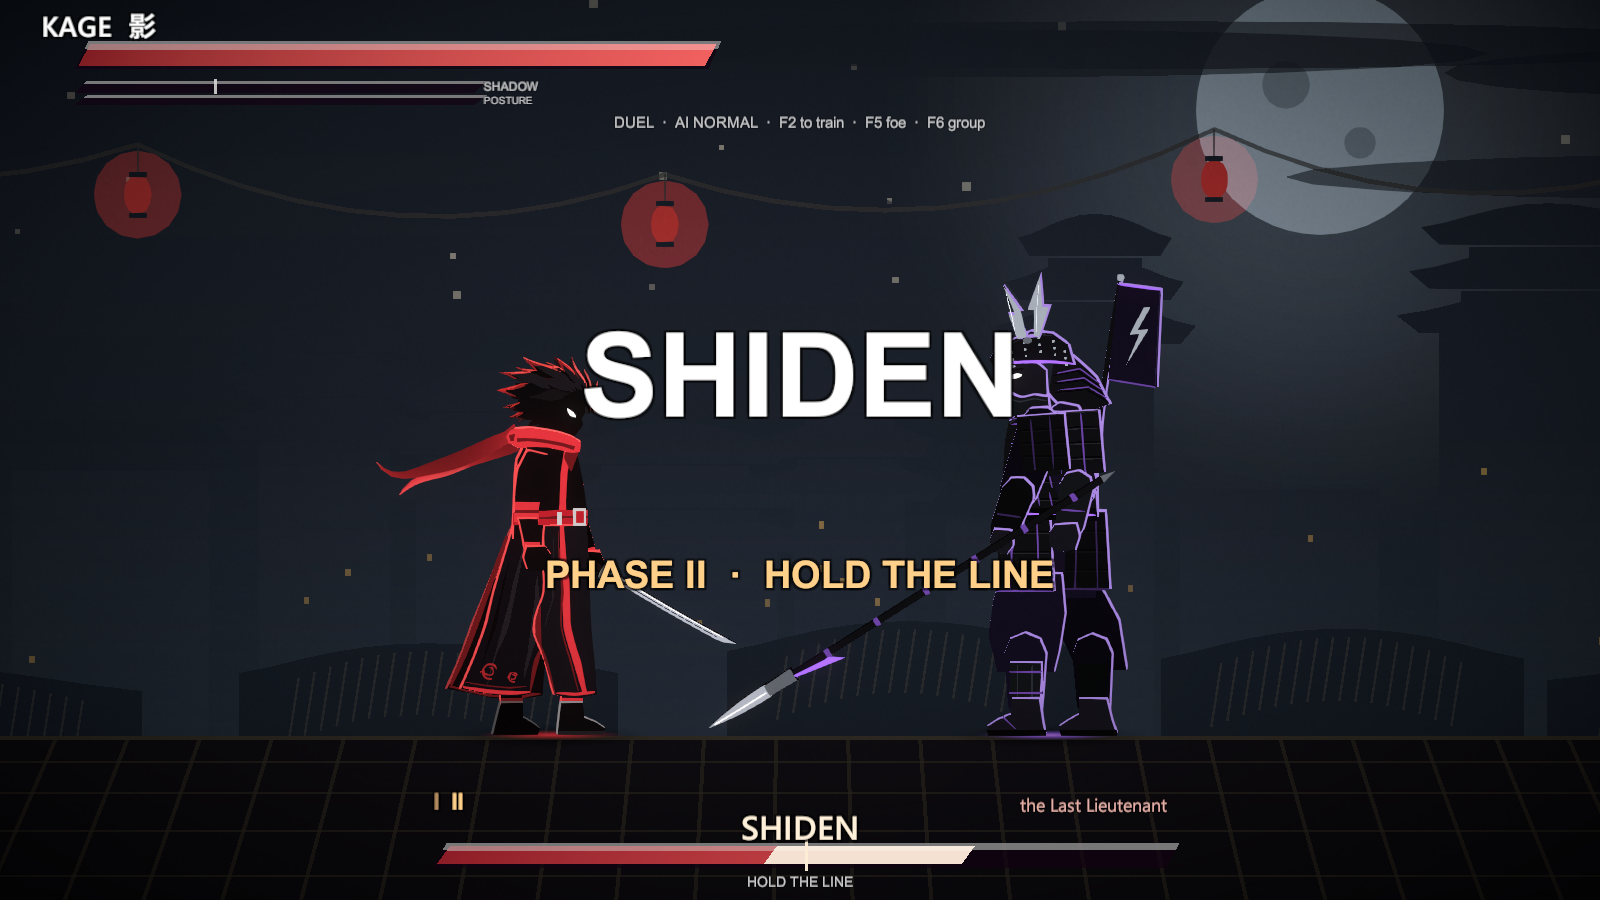 KAGE 影
SHADOW
POSTURE
DUEL · AI NORMAL · F2 to train · F5 foe · F6 group
SHIDEN
PHASE II · HOLD THE LINE
I II
the Last Lieutenant
SHIDEN
HOLD THE LINE